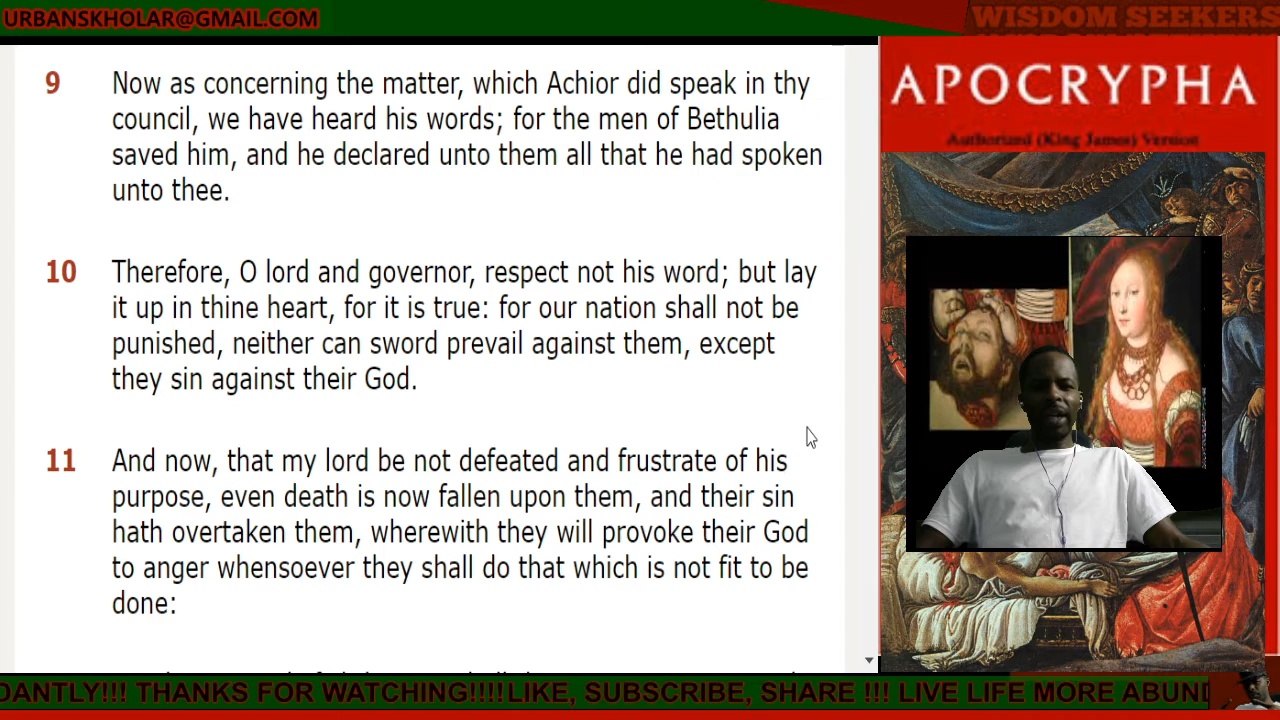 URBANSKHOLAR@GMAIL.COM
WISDOM SEEKERS
9 Now as concerning the matter, which Achior did speak in thy
council, we have heard his words; for the men of Bethulia
saved him, and he declared unto them all that he had spoken
unto thee.
10 Therefore, O lord and governor, respect not his word; but lay
it up in thine heart, for it is true: for our nation shall not be
punished, neither can sword prevail against them, except
they sin against their God.
11 And now, that my lord be not defeated and frustrate of his
purpose, even death is now fallen upon them, and their sin
hath overtaken them, wherewith they will provoke their God
to anger whensoever they shall do that which is not fit to be
done:
APOCRYPHA
Authorized (King James) Version
DANTLY!!! THANKS FOR WATCHING!!!!LIKE, SUBSCRIBE, SHARE !!! LIVE LIFE MORE ABUND